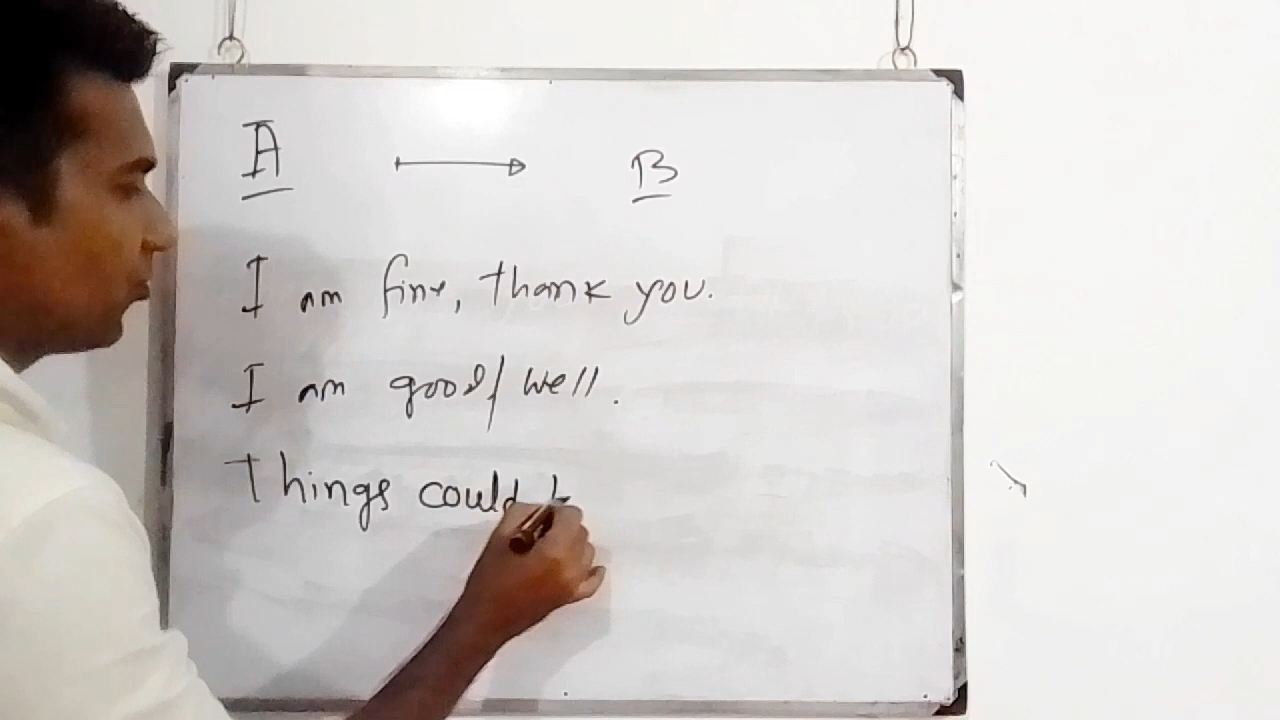 A → B
I am fine, thank you.
I am good/well.
Things could